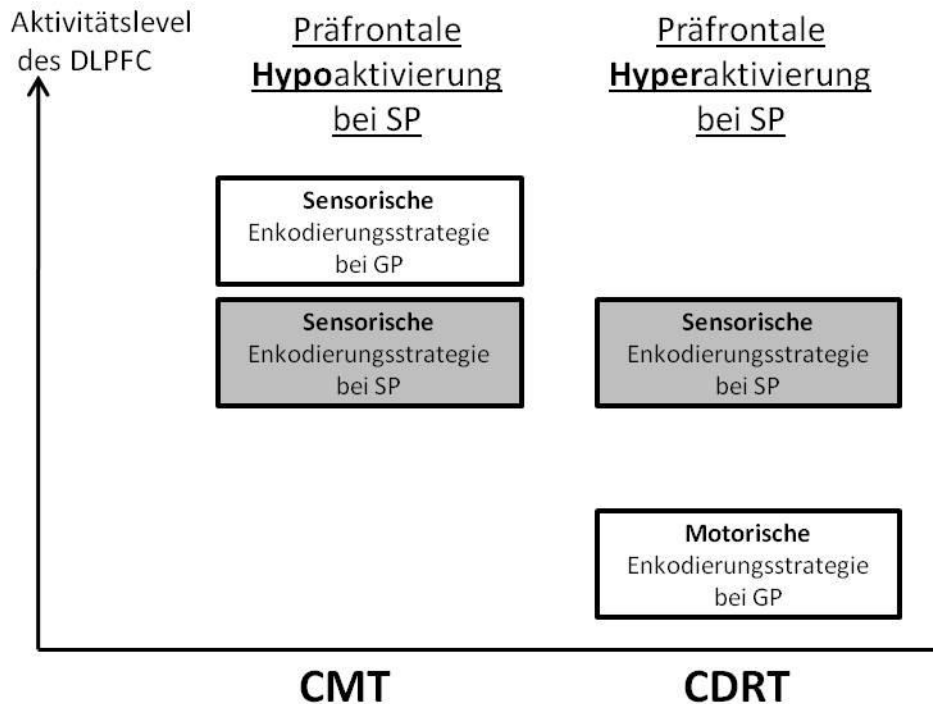 Aktivitätslevel
des DLPFC
Präfrontale
Hypoaktivierung
bei SP
Präfrontale
Hyperaktivierung
bei SP
Sensorische
Enkodierungsstrategie
bei GP
Sensorische
Enkodierungsstrategie
bei SP
Sensorische
Enkodierungsstrategie
bei SP
Motorische
Enkodierungsstrategie
bei GP
CMT
CDRT